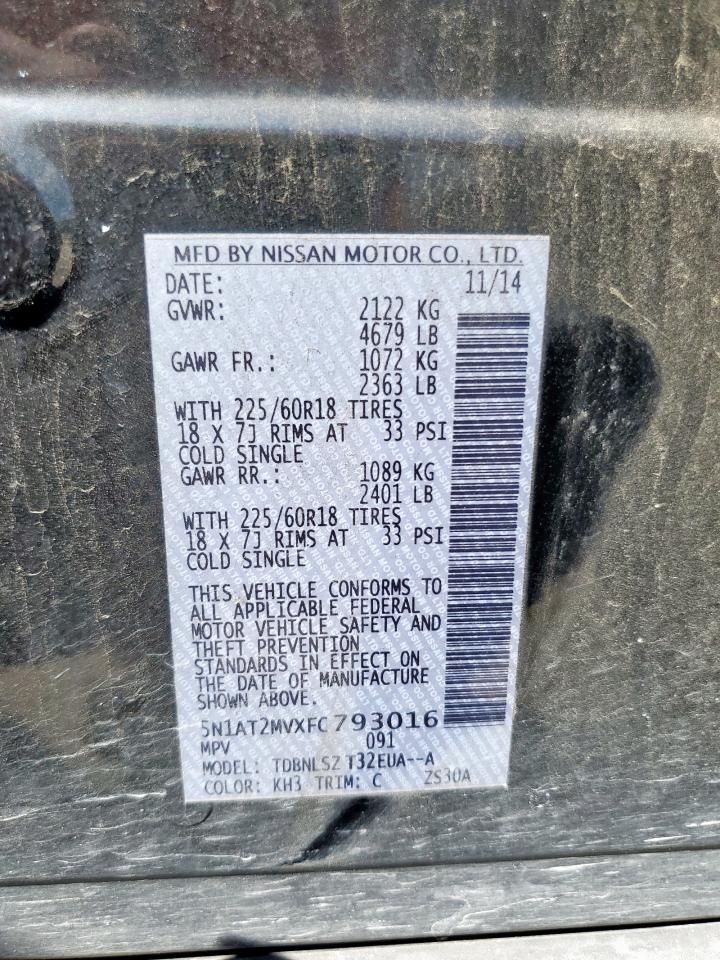 MFD BY NISSAN MOTOR CO., LTD.
DATE: 11/14
GVWR: 2122 KG
4679 LB
GAWR FR.: 1072 KG
2363 LB
WITH 225/60R18 TIRES
18 X 7J RIMS AT 33 PSI
COLD SINGLE
GAWR RR.: 1089 KG
2401 LB
WITH 225/60R18 TIRES
18 X 7J RIMS AT 33 PSI
COLD SINGLE
THIS VEHICLE CONFORMS TO
ALL APPLICABLE FEDERAL
MOTOR VEHICLE SAFETY AND
THEFT PREVENTION
STANDARDS IN EFFECT ON
THE DATE OF MANUFACTURE
SHOWN ABOVE.
5N1AT2MVXFC793016
MPV 091
MODEL: TDBNLSZ T32EUA--A
COLOR: KH3 TRIM: C ZS30A